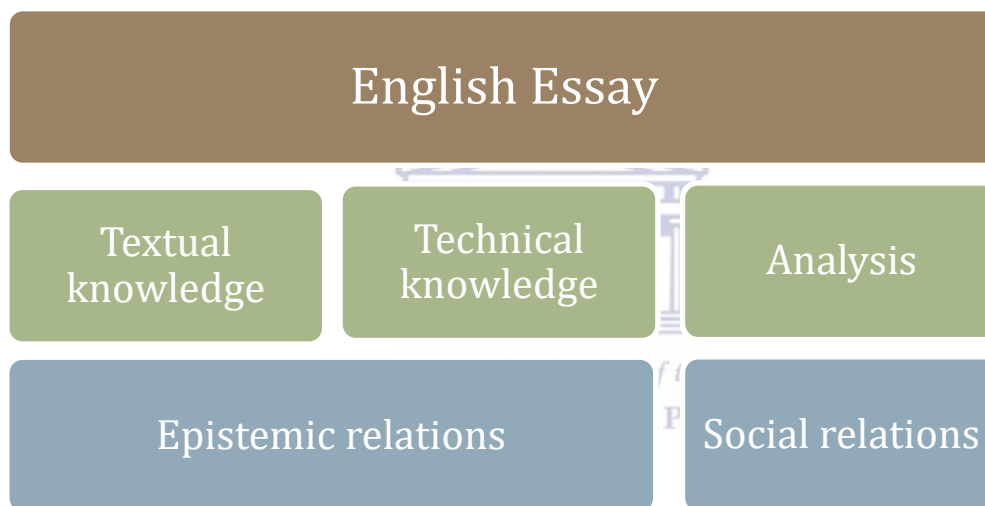 English Essay
Textual
knowledge
Technical
knowledge
Analysis
Epistemic relations
Social relations